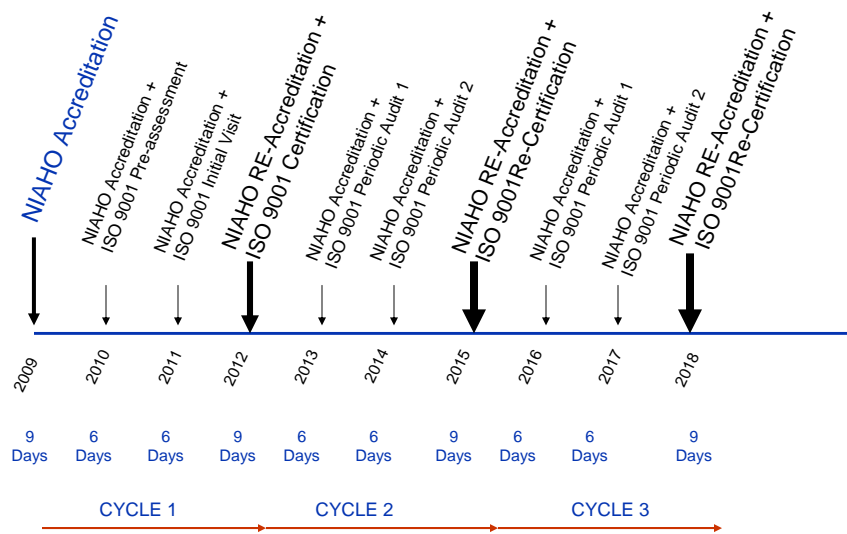 NIAHO Accreditation
NIAHO Accreditation +
ISO 9001 Pre-assessment
NIAHO Accreditation +
ISO 9001 Initial Visit
NIAHO RE-Accreditation +
ISO 9001 Certification
NIAHO Accreditation +
ISO 9001 Periodic Audit 1
NIAHO Accreditation +
ISO 9001 Periodic Audit 2
NIAHO RE-Accreditation +
ISO 9001Re-Certification
NIAHO Accreditation +
ISO 9001 Periodic Audit 1
NIAHO Accreditation +
ISO 9001 Periodic Audit 2
NIAHO RE-Accreditation +
ISO 9001Re-Certification
2009
2010
2011
2012
2013
2014
2015
2016
2017
2018
9
Days
6
Days
6
Days
9
Days
6
Days
6
Days
9
Days
6
Days
6
Days
9
Days
CYCLE 1
CYCLE 2
CYCLE 3